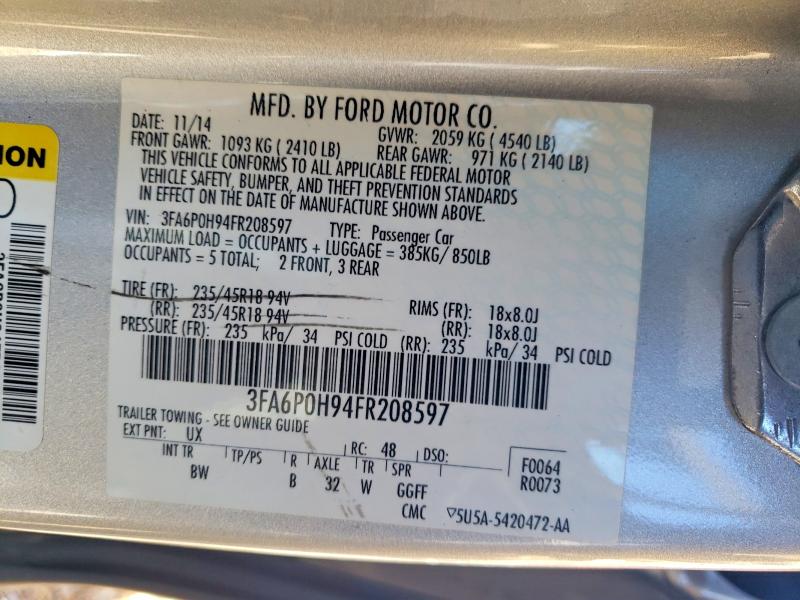 MFD. BY FORD MOTOR CO.
DATE: 11/14 GVWR: 2059 KG ( 4540 LB)
FRONT GAWR: 1093 KG ( 2410 LB) REAR GAWR: 971 KG ( 2140 LB)
THIS VEHICLE CONFORMS TO ALL APPLICABLE FEDERAL MOTOR
VEHICLE SAFETY, BUMPER, AND THEFT PREVENTION STANDARDS
IN EFFECT ON THE DATE OF MANUFACTURE SHOWN ABOVE.
VIN: 3FA6P0H94FR208597 TYPE: Passenger Car
MAXIMUM LOAD = OCCUPANTS + LUGGAGE = 385KG/ 850LB
OCCUPANTS = 5 TOTAL; 2 FRONT, 3 REAR
TIRE (FR): 235/45R18 94V RIMS (FR): 18x8.0J
(RR): 235/45R18 94V (RR): 18x8.0J
PRESSURE (FR): 235 kPa/ 34 PSI COLD (RR): 235 kPa/ 34 PSI COLD
3FA6P0H94FR208597
TRAILER TOWING - SEE OWNER GUIDE
EXT PNT: UX RC: 48 DSO:
INT TR TP/PS R AXLE TR SPR F0064
BW B 32 W GGFF R0073
CMC ▽5U5A-5420472-AA